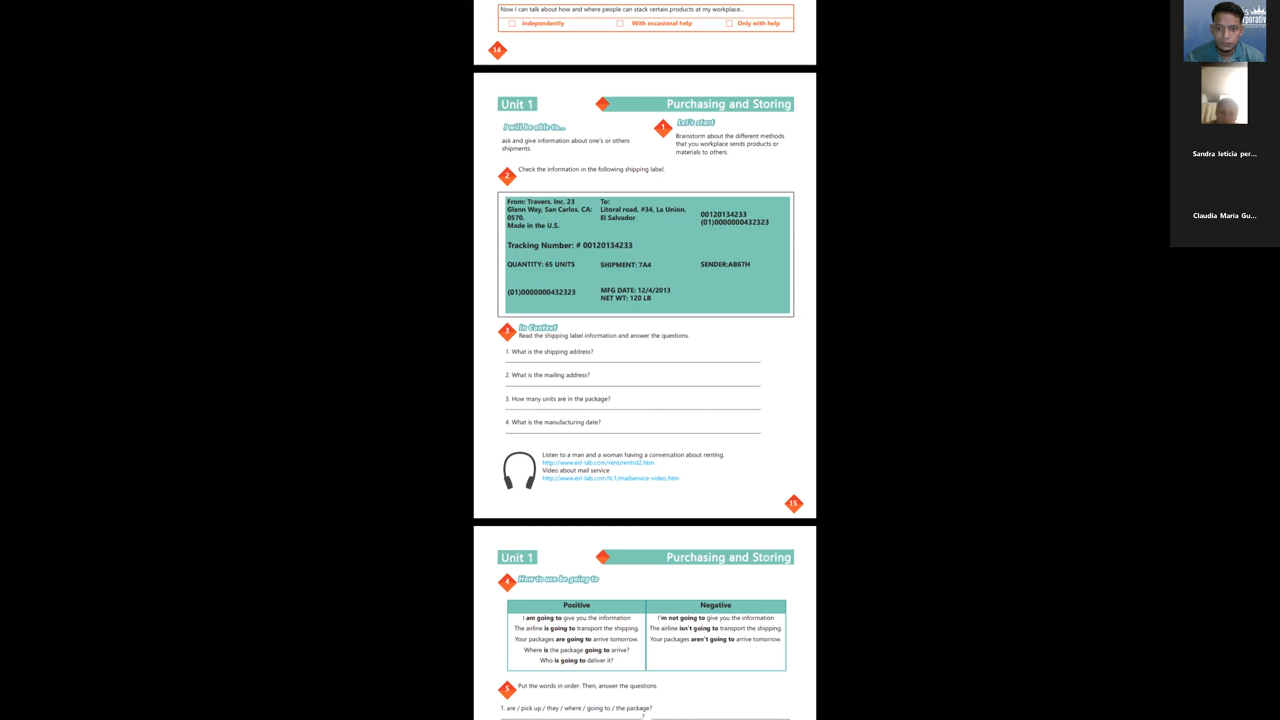 Now I can talk about how and where people can stack certain products at my workplace...
Independently
With occasional help
Only with help
14
Unit 1
Purchasing and Storing
I will be able to...
ask and give information about one's or others
shipments.
1
Let's start
Brainstorm about the different methods
that you workplace sends products or
materials to others.
2
Check the information in the following shipping label.
From: Travers. Inc. 23
Glenn Way, San Carlos. CA:
0570.
Made in the U.S.
To:
Litoral road, #34, La Union,
El Salvador
00120134233
(01)0000000432323
Tracking Number: # 00120134233
QUANTITY: 65 UNITS
SHIPMENT: 7A4
SENDER:AB67H
(01)0000000432323
MFG DATE: 12/4/2013
NET WT: 120 LB
3
In Context
Read the shipping label information and answer the questions.
1. What is the shipping address?
2. What is the mailing address?
3. How many units are in the package?
4. What is the manufacturing date?
Listen to a man and a woman having a conversation about renting.
http://www.esl-lab.com/rent/rentrd2.htm
Video about mail service
http://www.esl-lab.com/tc1/mailservice-video.htm
15
Unit 1
Purchasing and Storing
4
How to use be going to
Positive
I am going to give you the information
The airline is going to transport the shipping.
Your packages are going to arrive tomorrow.
Where is the package going to arrive?
Who is going to deliver it?
Negative
I'm not going to give you the information
The airline isn't going to transport the shipping.
Your packages aren't going to arrive tomorrow.
5
Put the words in order. Then, answer the questions.
1. are / pick up / they / where / going to / the package?
?
Sandra leticia per...
Claudia Maria Gu...